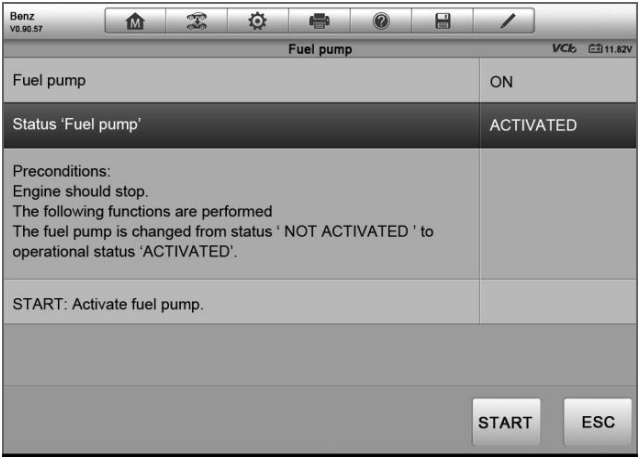 Benz
V0.90.57
M
Fuel pump
VCI
11.82V
Fuel pump
ON
Status ‘Fuel pump’
ACTIVATED
Preconditions:
Engine should stop.
The following functions are performed
The fuel pump is changed from status ‘ NOT ACTIVATED ’ to
operational status ‘ACTIVATED’.
START: Activate fuel pump.
START
ESC